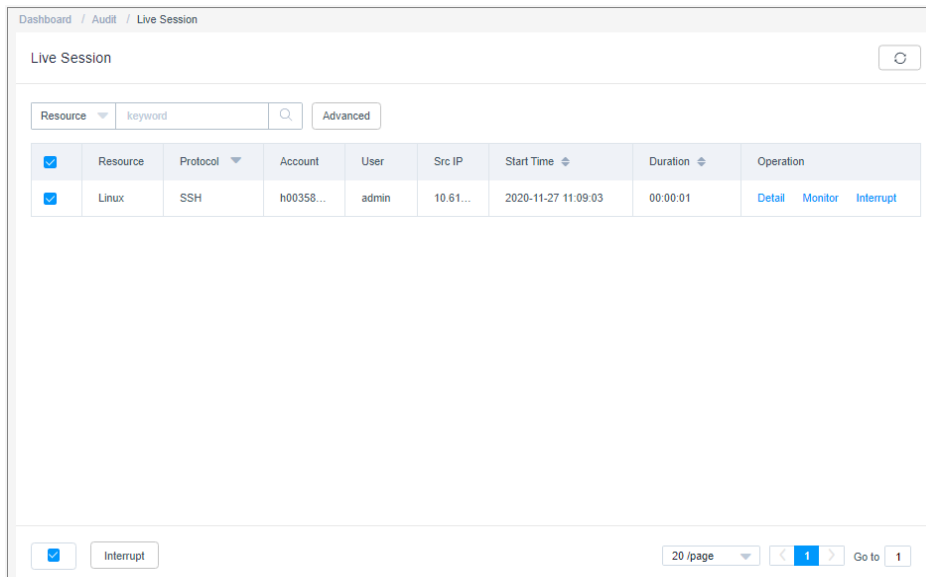 Dashboard / Audit / Live Session
Live Session
Resource keyword Advanced
Resource Protocol Account User Src IP Start Time Duration Operation
Linux SSH h00358... admin 10.61... 2020-11-27 11:09:03 00:00:01 Detail Monitor Interrupt
Interrupt 20 /page 1 Go to 1